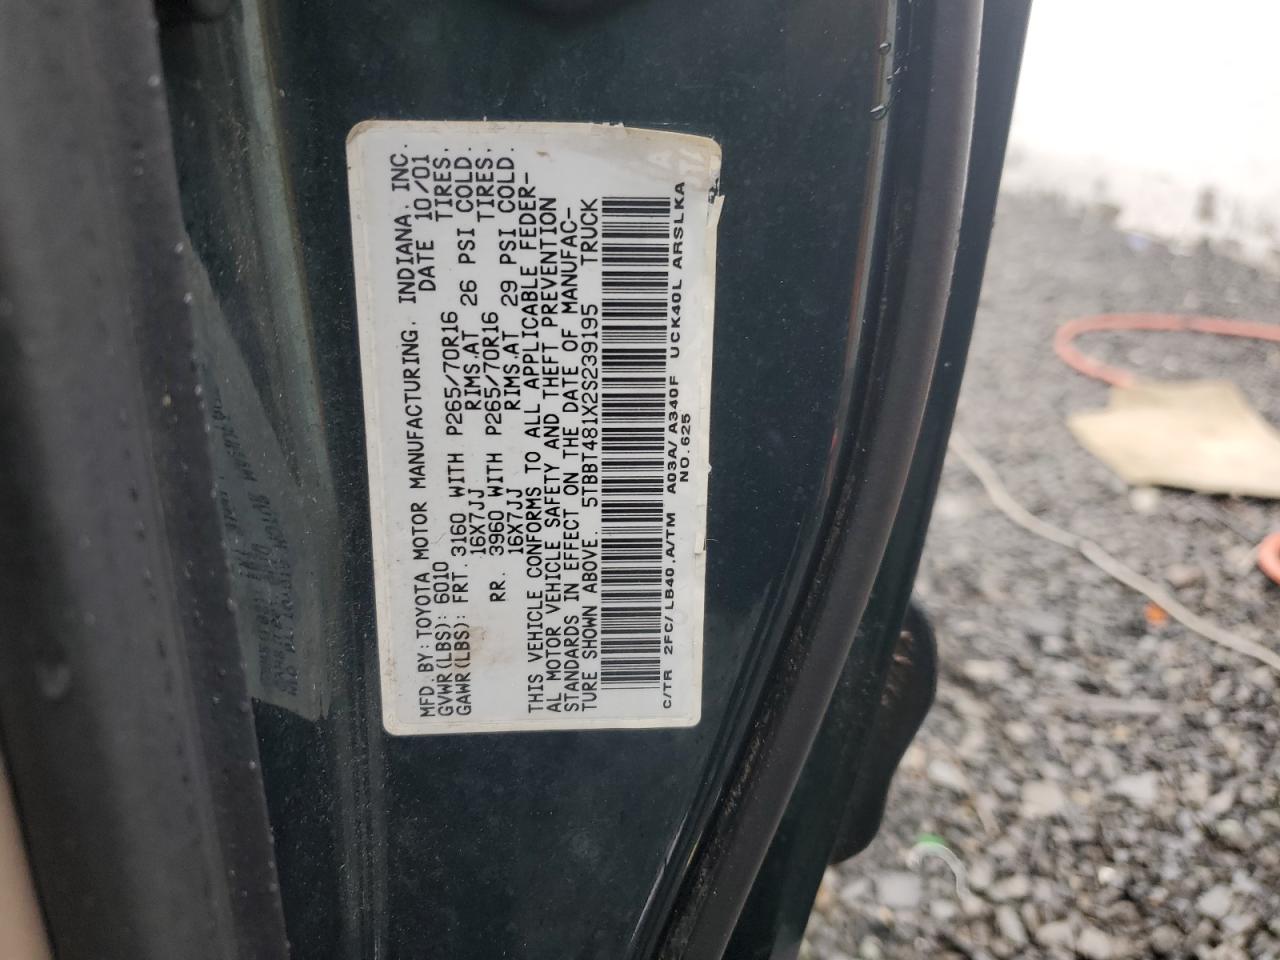 MFD.BY: TOYOTA MOTOR MANUFACTURING, INDIANA, INC.
GVWR(LBS): 6010 DATE 10/01
GAWR(LBS): FRT. 3160 WITH P265/70R16 TIRES,
16X7JJ RIMS.AT 26 PSI COLD.
RR. 3960 WITH P265/70R16 TIRES,
16X7JJ RIMS.AT 29 PSI COLD.
THIS VEHICLE CONFORMS TO ALL APPLICABLE FEDER-
AL MOTOR VEHICLE SAFETY AND THEFT PREVENTION
STANDARDS IN EFFECT ON THE DATE OF MANUFAC-
TURE SHOWN ABOVE. 5TBBT481X2S239195 TRUCK
C/TR 2FC/LB40,A/TM A03A/A340F UCK40L ARSLKA
NO.625